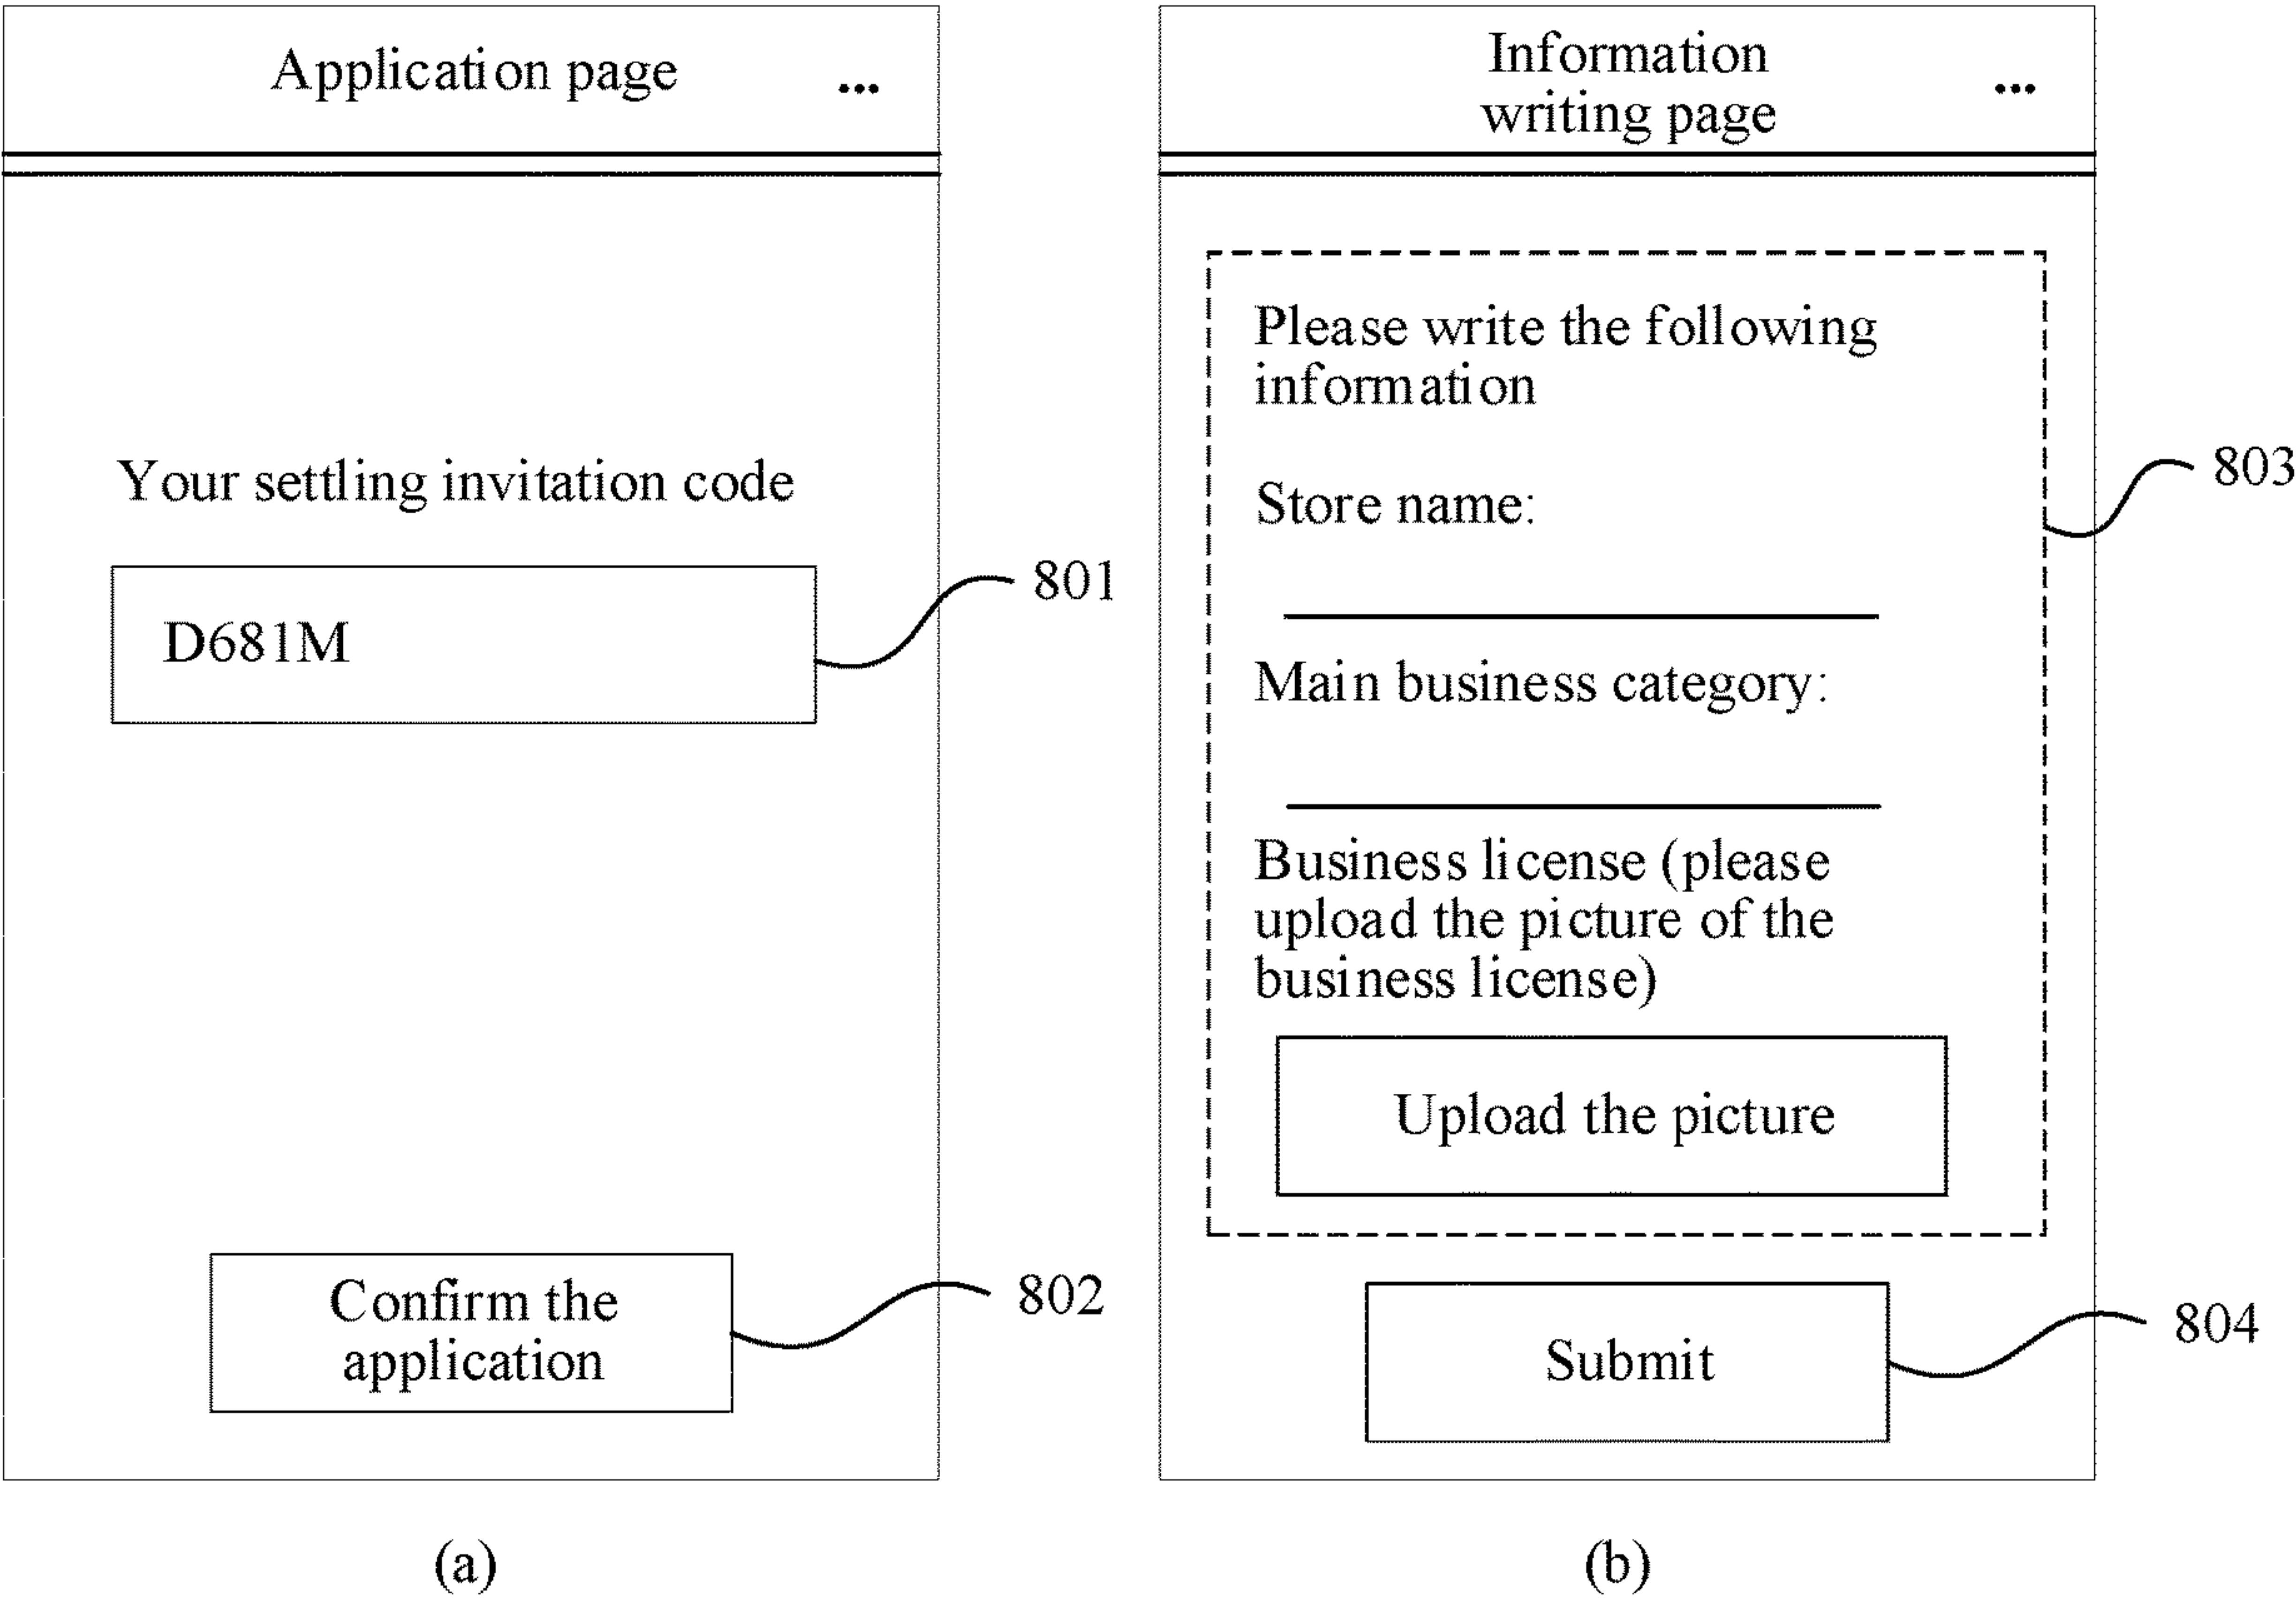 Application page
...
Your settling invitation code
D681M
801
Confirm the
application
802
(a)
Information
writing page
...
Please write the following
information
Store name:
Main business category:
Business license (please
upload the picture of the
business license)
Upload the picture
803
Submit
804
(b)